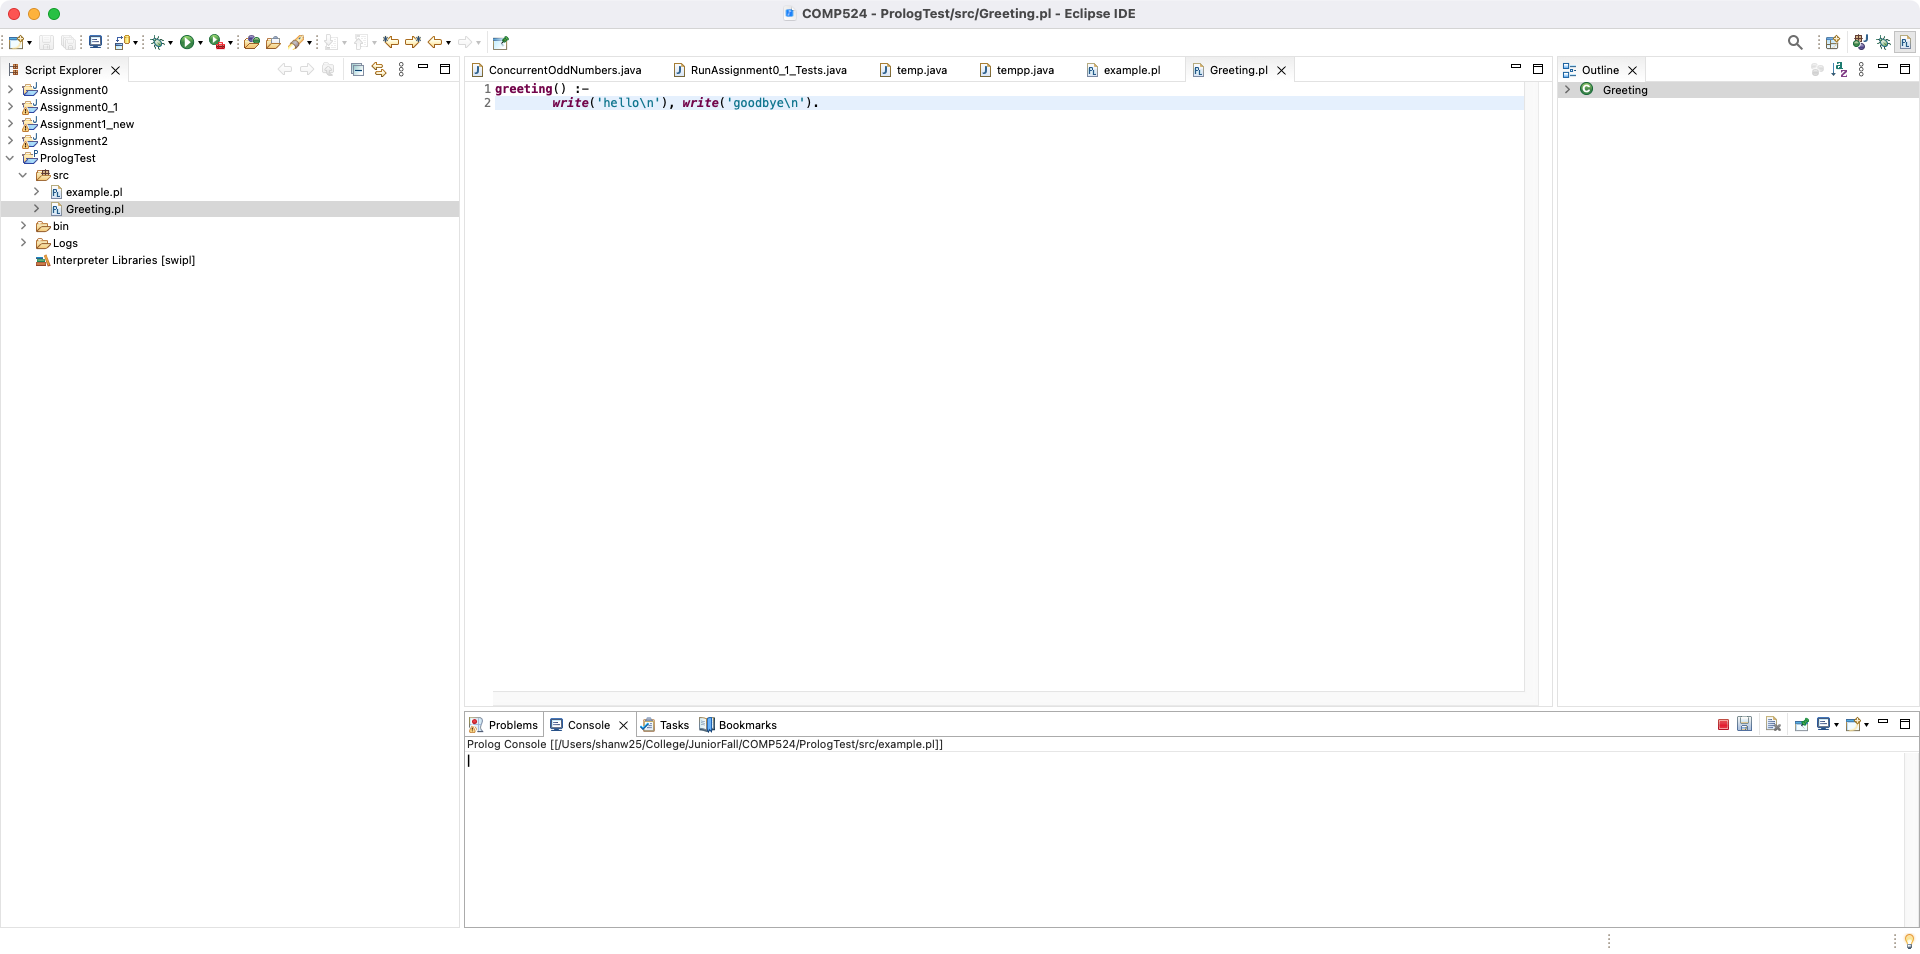 COMP524 - PrologTest/src/Greeting.pl - Eclipse IDE
Script Explorer
Assignment0
Assignment0_1
Assignment1_new
Assignment2
PrologTest
src
example.pl
Greeting.pl
bin
Logs
Interpreter Libraries [swipl]
ConcurrentOddNumbers.java RunAssignment0_1_Tests.java temp.java tempp.java example.pl Greeting.pl
1 greeting() :-
2 write('hello\n'), write('goodbye\n').
Outline
Greeting
Problems Console Tasks Bookmarks
Prolog Console [[/Users/shanw25/College/JuniorFall/COMP524/PrologTest/src/example.pl]]